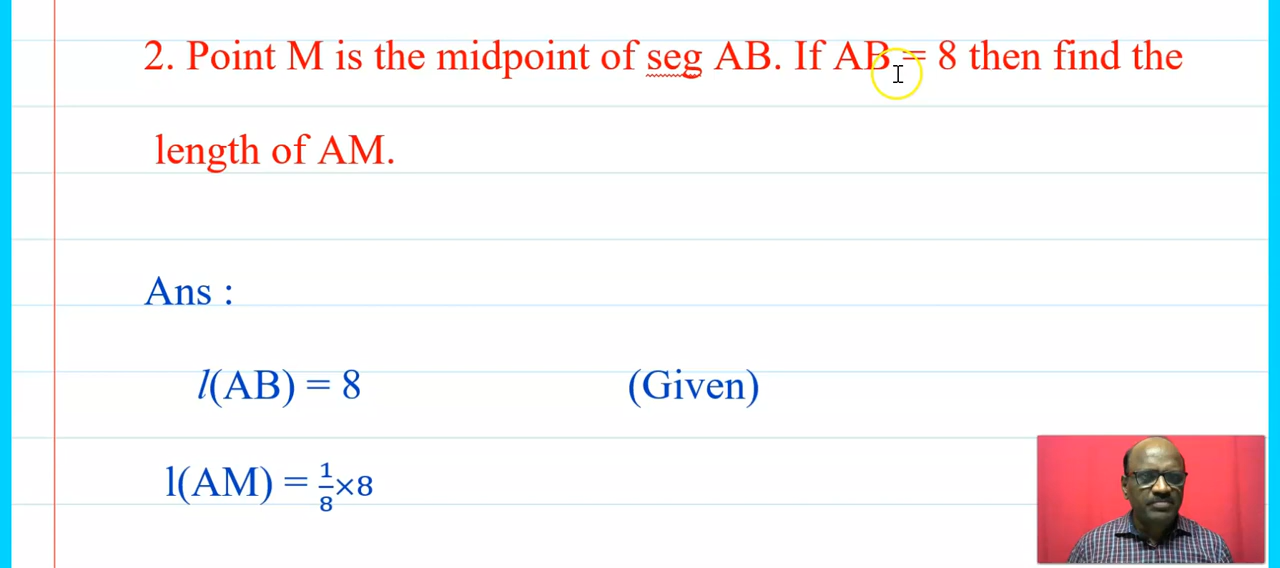 2. Point M is the midpoint of seg AB. If AB = 8 then find the
length of AM.
Ans :
l(AB) = 8 (Given)
l(AM) = 1/8×8